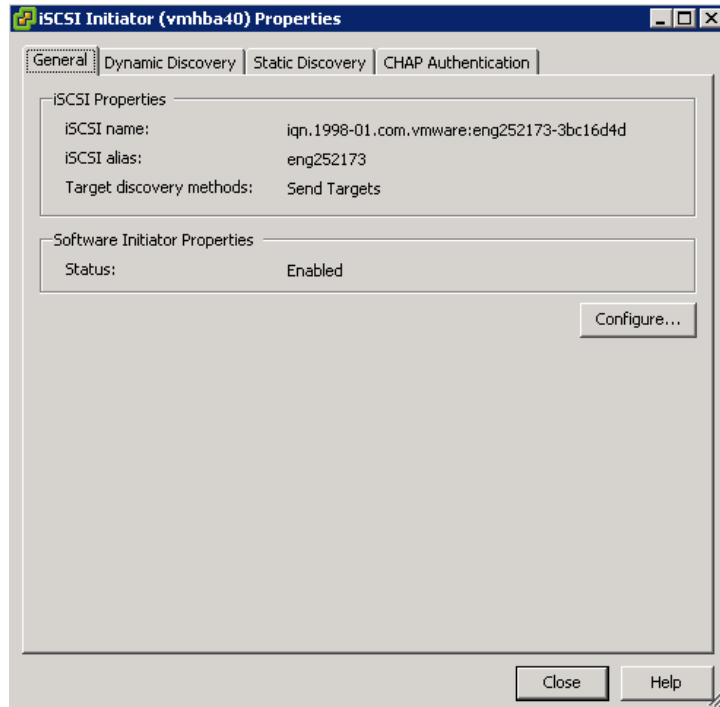 iSCSI Initiator (vmhba40) Properties
General Dynamic Discovery Static Discovery CHAP Authentication
iSCSI Properties
iSCSI name: iqn.1998-01.com.vmware:eng252173-3bc16d4d
iSCSI alias: eng252173
Target discovery methods: Send Targets
Software Initiator Properties
Status: Enabled
Configure...
Close Help